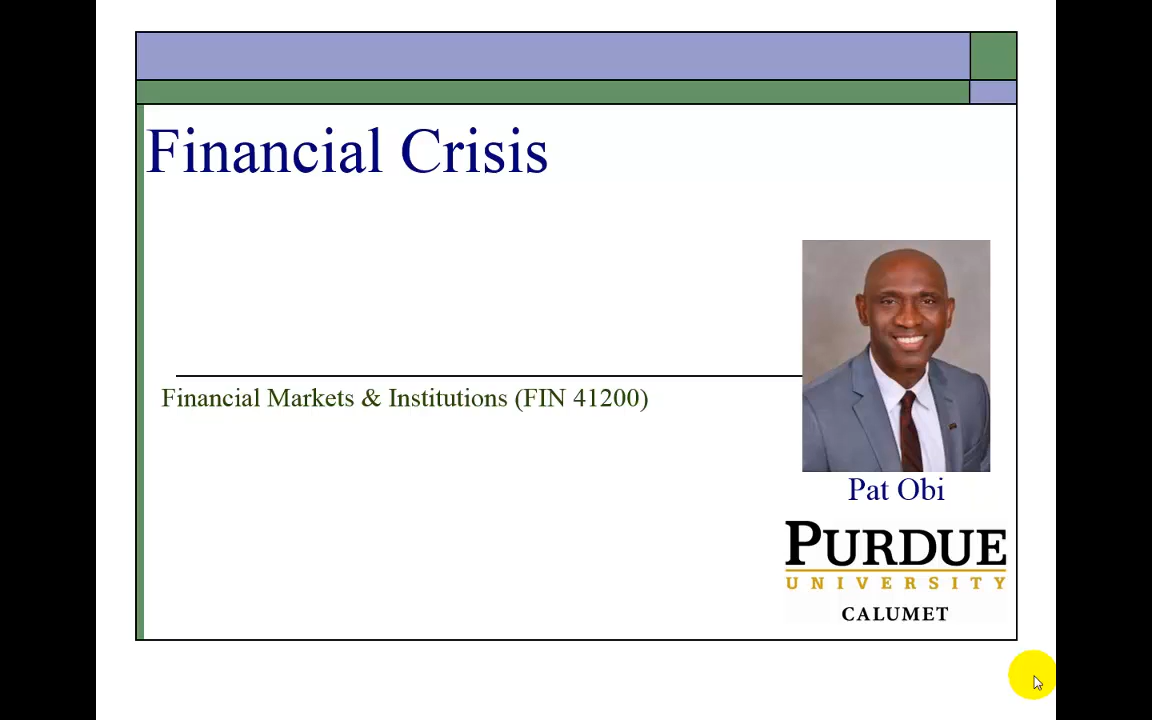 Financial Crisis
Financial Markets & Institutions (FIN 41200)
Pat Obi
PURDUE
UNIVERSITY
CALUMET